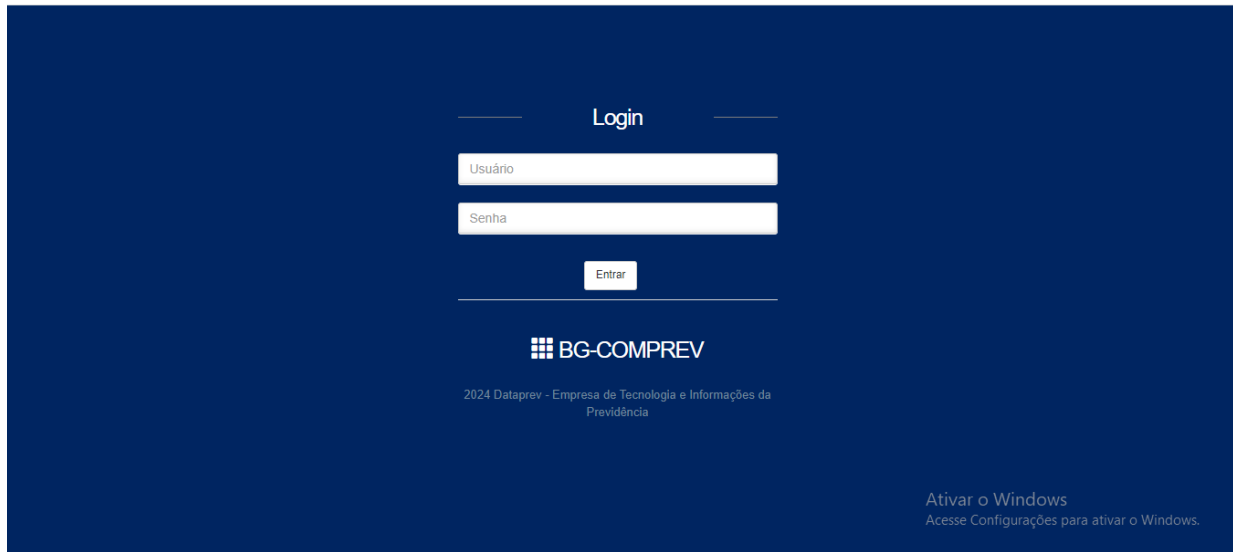 Login
Usuário
Senha
Entrar
BG-COMPREV
2024 Dataprev - Empresa de Tecnologia e Informações da
Previdência
Ativar o Windows
Acesse Configurações para ativar o Windows.